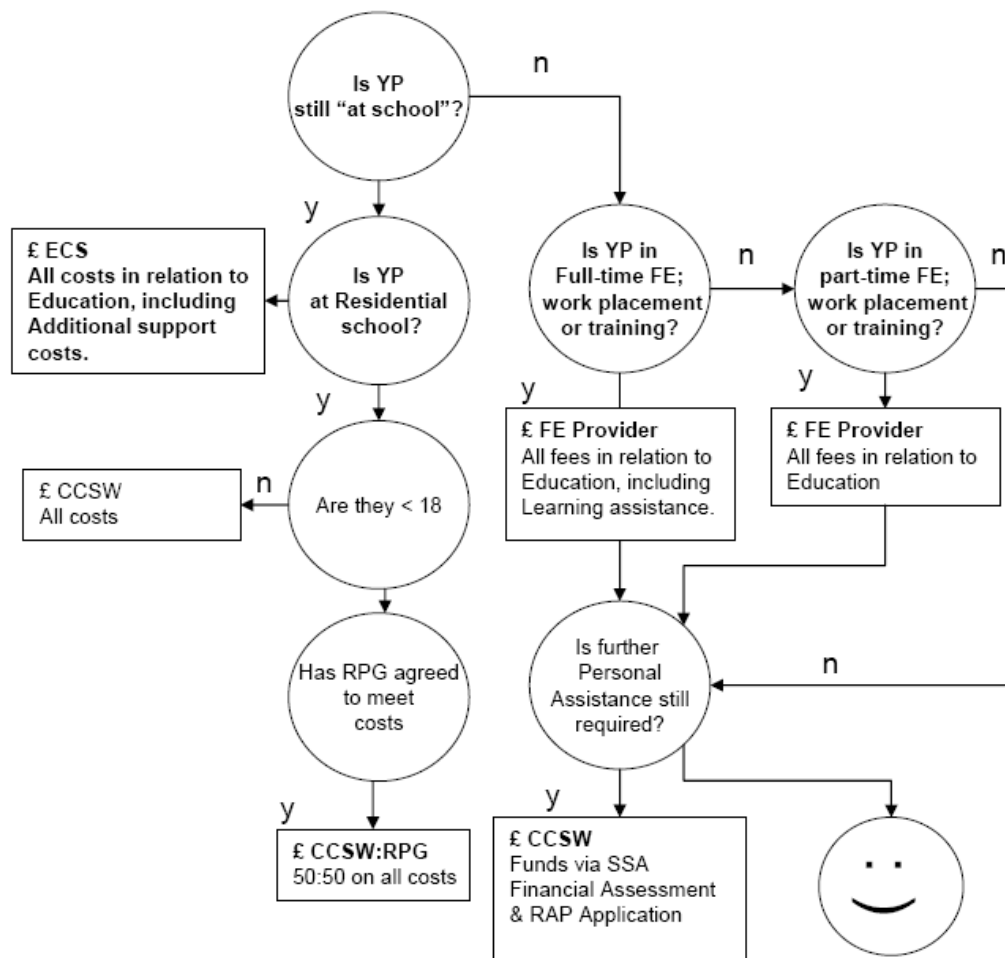 Is YP
still “at school”?
n
y
£ ECS
All costs in relation to
Education, including
Additional support
costs.
Is YP
at Residential
school?
Is YP in
Full-time FE;
work placement
or training?
n
Is YP in
part-time FE;
work placement
or training?
n
y
y
y
£ FE Provider
All fees in relation to
Education, including
Learning assistance.
£ FE Provider
All fees in relation to
Education
£ CCSW
All costs
n
Are they < 18
Has RPG agreed
to meet
costs
Is further
Personal
Assistance still
required?
n
y
£ CCSW:RPG
50:50 on all costs
y
£ CCSW
Funds via SSA
Financial Assessment
& RAP Application